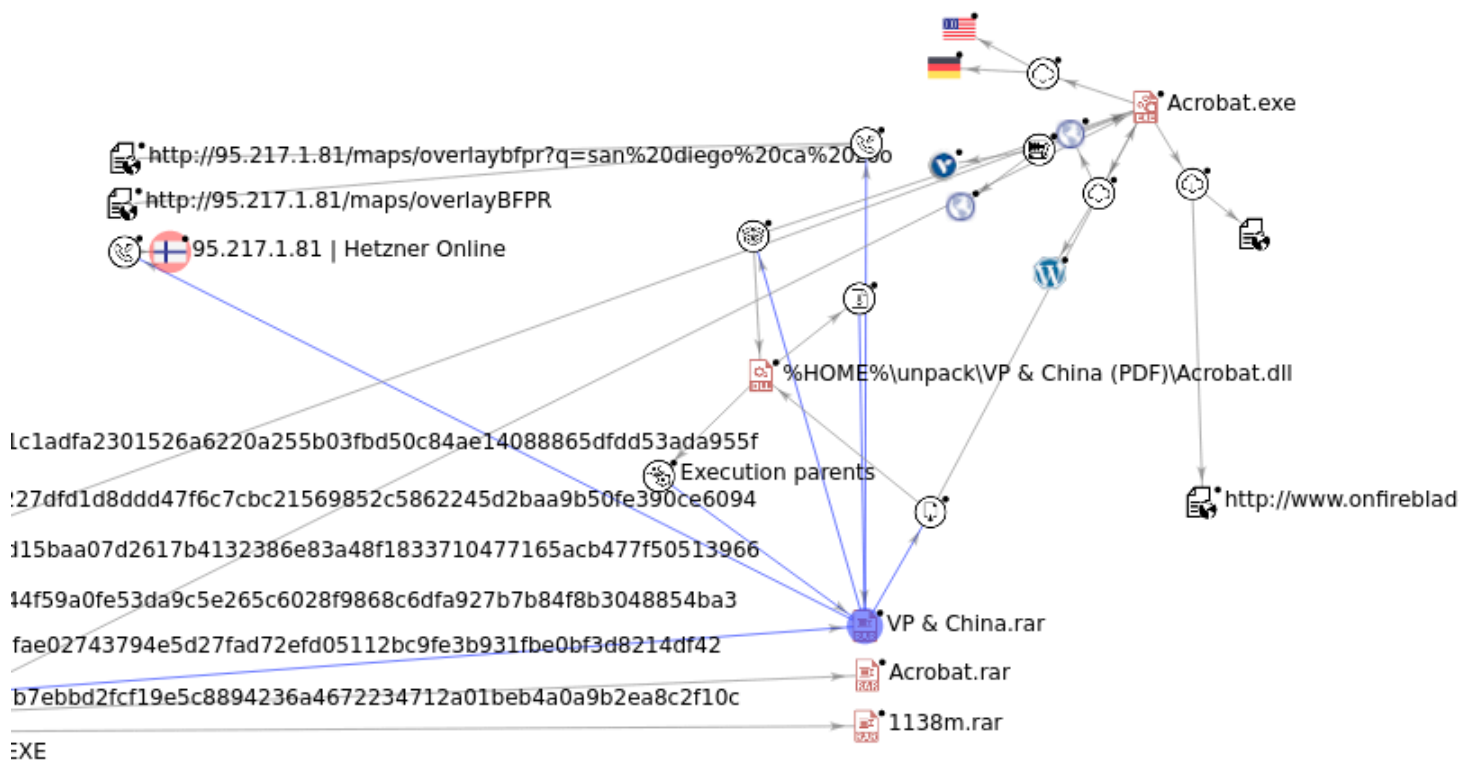 Acrobat.exe
http://95.217.1.81/maps/overlaybfpr?q=san%20diego%20ca%20zoo
http://95.217.1.81/maps/overlayBFPR
95.217.1.81 | Hetzner Online
%HOME%\unpack\VP & China (PDF)\Acrobat.dll
1c1adfa2301526a6220a255b03fbd50c84ae14088865dfdd53ada955f
Execution parents
:27dfd1d8ddd47f6c7cbc21569852c5862245d2baa9b50fe390ce6094
http://www.onfireblad
d15baa07d2617b4132386e83a48f1833710477165acb477f50513966
44f59a0fe53da9c5e265c6028f9868c6dfa927b7b84f8b3048854ba3
VP & China.rar
fae02743794e5d27fad72efd05112bc9fe3b931fbe0bf3d8214df42
Acrobat.rar
b7ebbd2fcf19e5c8894236a4672234712a01beb4a0a9b2ea8c2f10c
1138m.rar
EXE